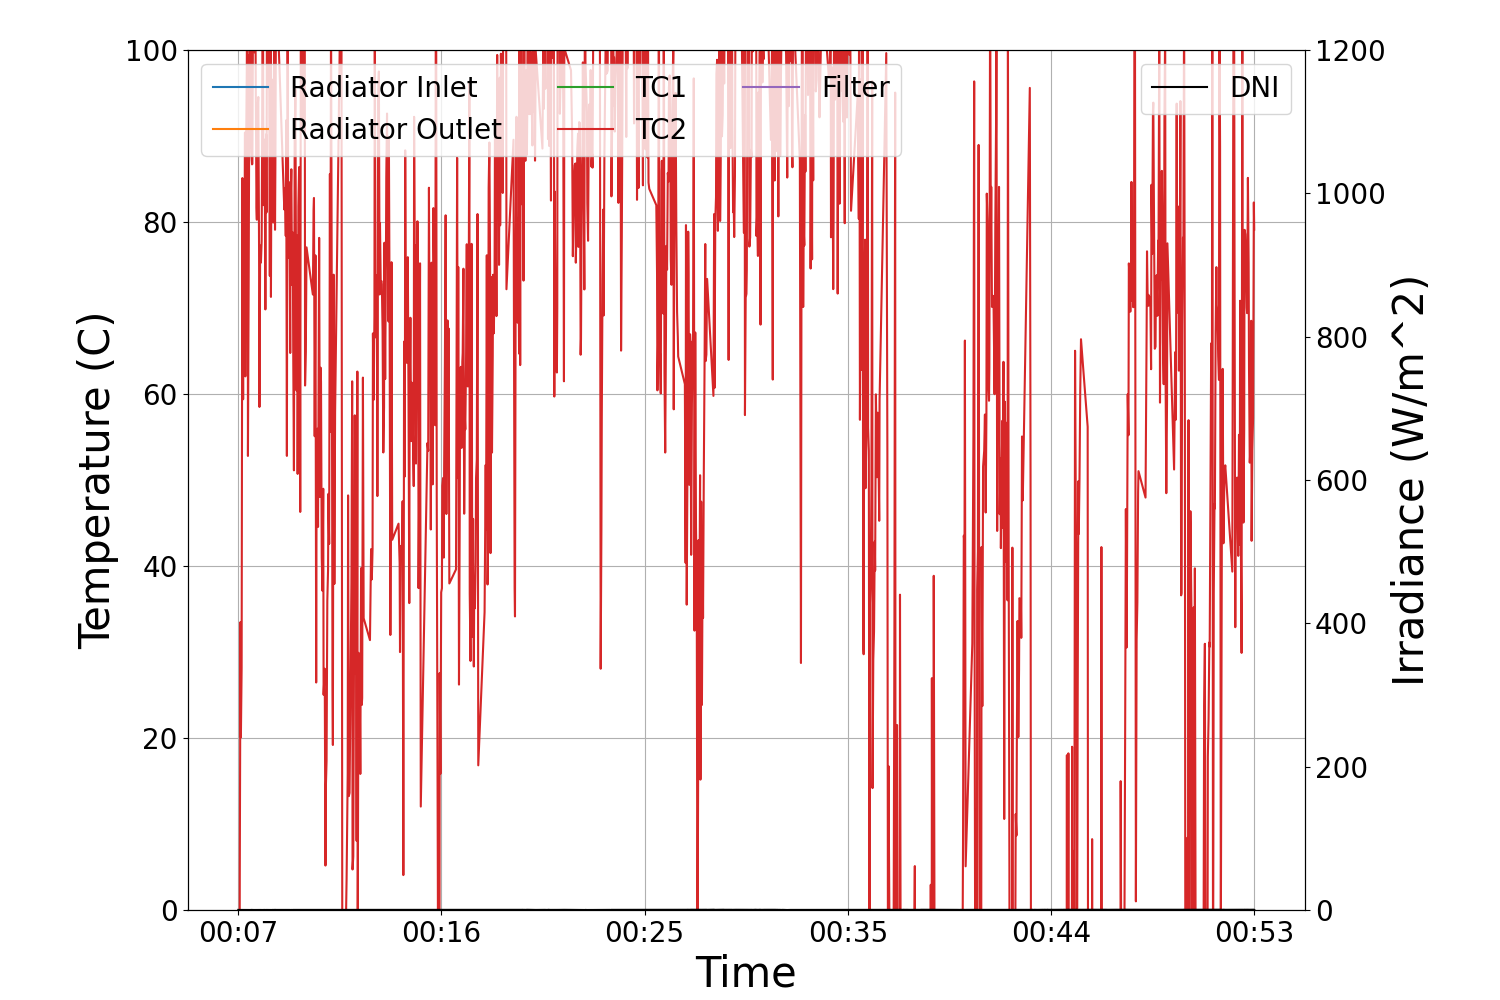 100
80
60
40
20
0
Temperature (C)
Radiator Inlet
Radiator Outlet
TC1
TC2
Filter
DNI
1200
1000
800
600
400
200
0
Irradiance (W/m^2)
00:07
00:16
00:25
00:35
00:44
00:53
Time